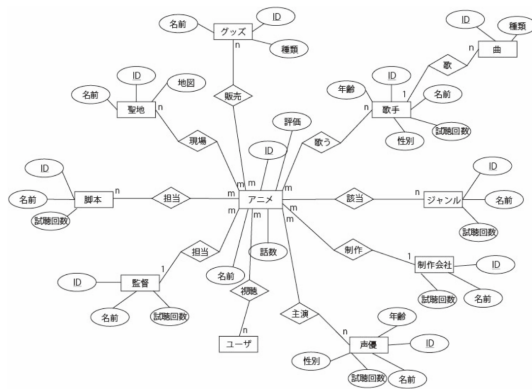 グッズ
名前
ID
種類
n
販売
ID
種類
曲
n
歌
1
歌手
年齢
ID
名前
性別
試聴回数
n
歌う
聖地
名前
ID
地図
n
現場
評価
ID
アニメ
名前
話数
m
m
m
m
m
m
m
m
m
脚本
ID
名前
試聴回数
n
担当
該当
n
ジャンル
ID
名前
試聴回数
監督
ID
名前
試聴回数
1
担当
制作
1
制作会社
ID
名前
試聴回数
視聴
n
ユーザ
主演
n
声優
年齢
ID
性別
試聴回数
名前